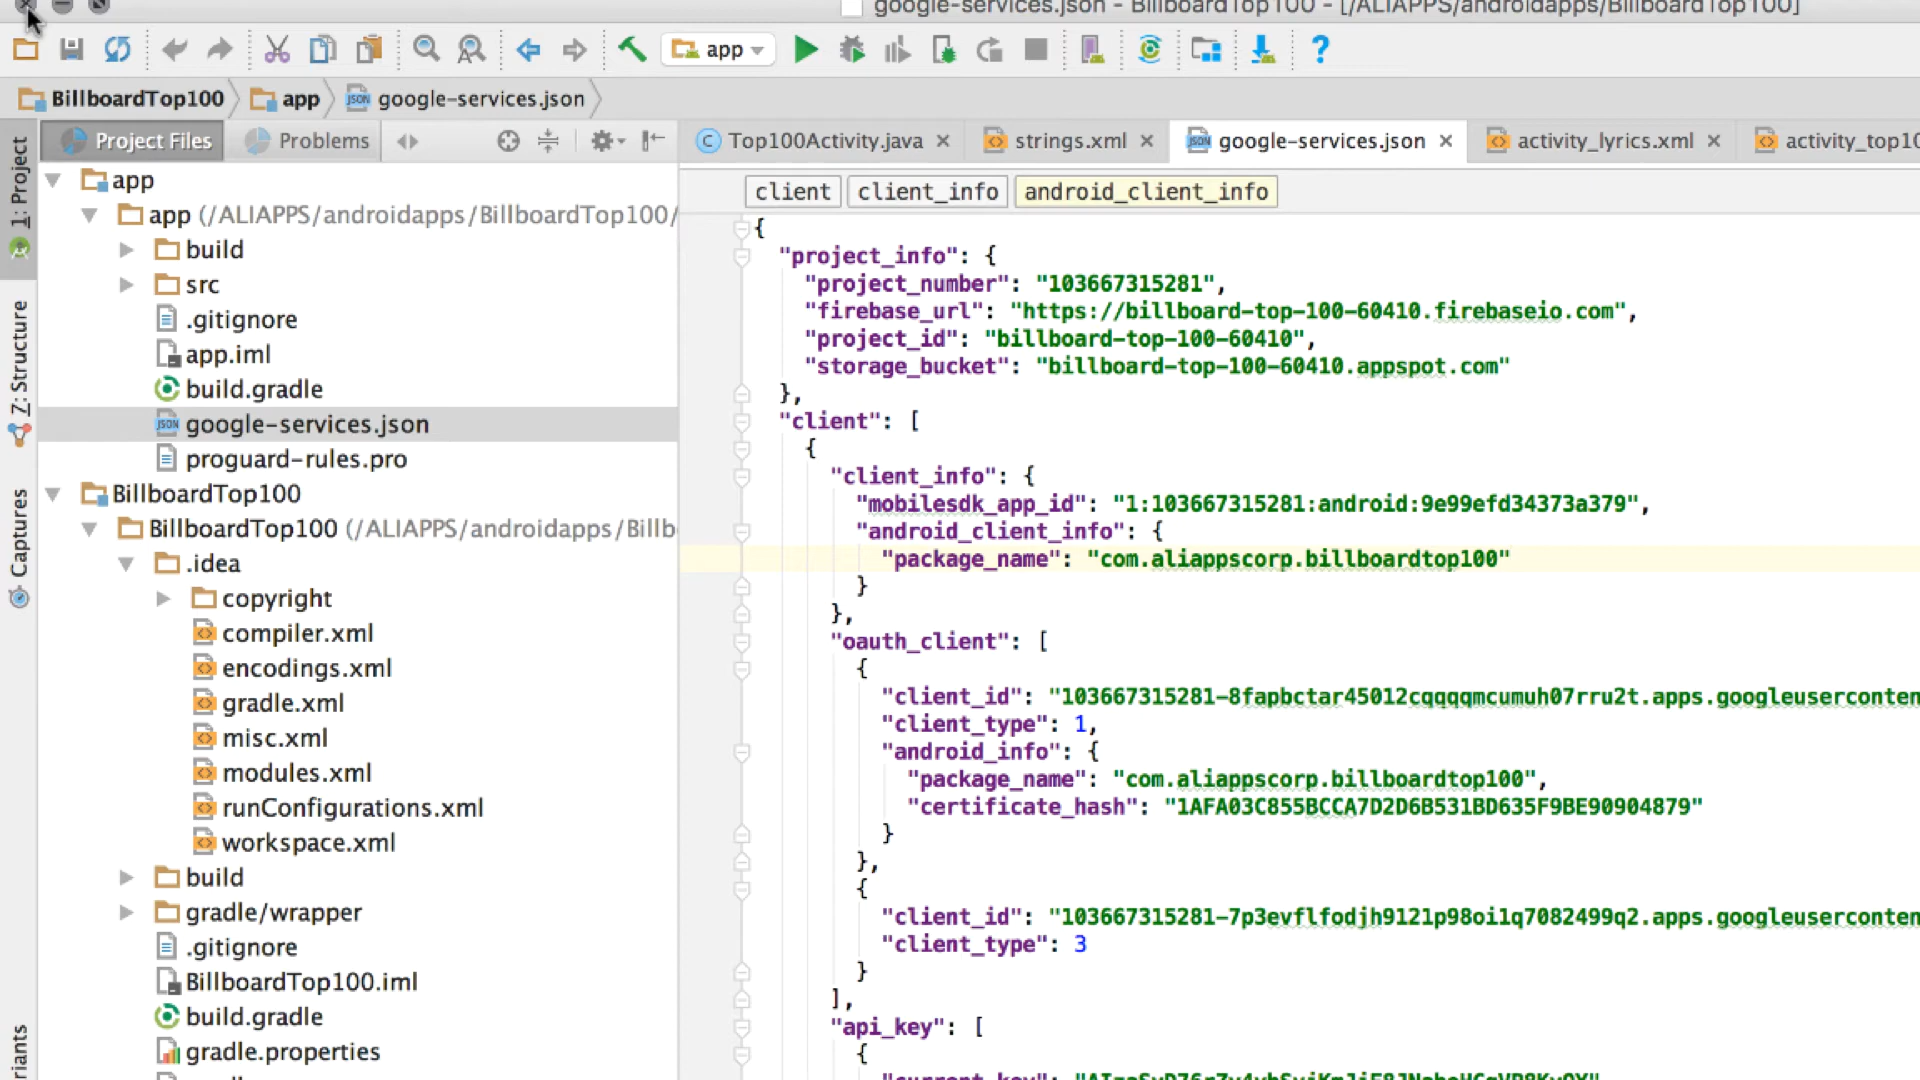 google-services.json - BillboardTop100 - [/ALIAPPS/androidapps/BillboardTop100]
app
BillboardTop100 app google-services.json
Project Files Problems
Top100Activity.java strings.xml google-services.json activity_lyrics.xml activity_top10
1: Project
Z: Structure
Captures
riants
app
app (/ALIAPPS/androidapps/BillboardTop100/
build
src
.gitignore
app.iml
build.gradle
google-services.json
proguard-rules.pro
BillboardTop100
BillboardTop100 (/ALIAPPS/androidapps/Billb
.idea
copyright
compiler.xml
encodings.xml
gradle.xml
misc.xml
modules.xml
runConfigurations.xml
workspace.xml
build
gradle/wrapper
.gitignore
BillboardTop100.iml
build.gradle
gradle.properties
client client_info android_client_info
{
"project_info": {
"project_number": "103667315281",
"firebase_url": "https://billboard-top-100-60410.firebaseio.com",
"project_id": "billboard-top-100-60410",
"storage_bucket": "billboard-top-100-60410.appspot.com"
},
"client": [
{
"client_info": {
"mobilesdk_app_id": "1:103667315281:android:9e99efd34373a379",
"android_client_info": {
"package_name": "com.aliappscorp.billboardtop100"
}
},
"oauth_client": [
{
"client_id": "103667315281-8fapbctar45012cqqqqmcumuh07rru2t.apps.googleuserconten
"client_type": 1,
"android_info": {
"package_name": "com.aliappscorp.billboardtop100",
"certificate_hash": "1AFA03C855BCCA7D2D6B531BD635F9BE90904879"
}
},
{
"client_id": "103667315281-7p3evflfodjh9121p98oi1q7082499q2.apps.googleuserconten
"client_type": 3
}
],
"api_key": [
{